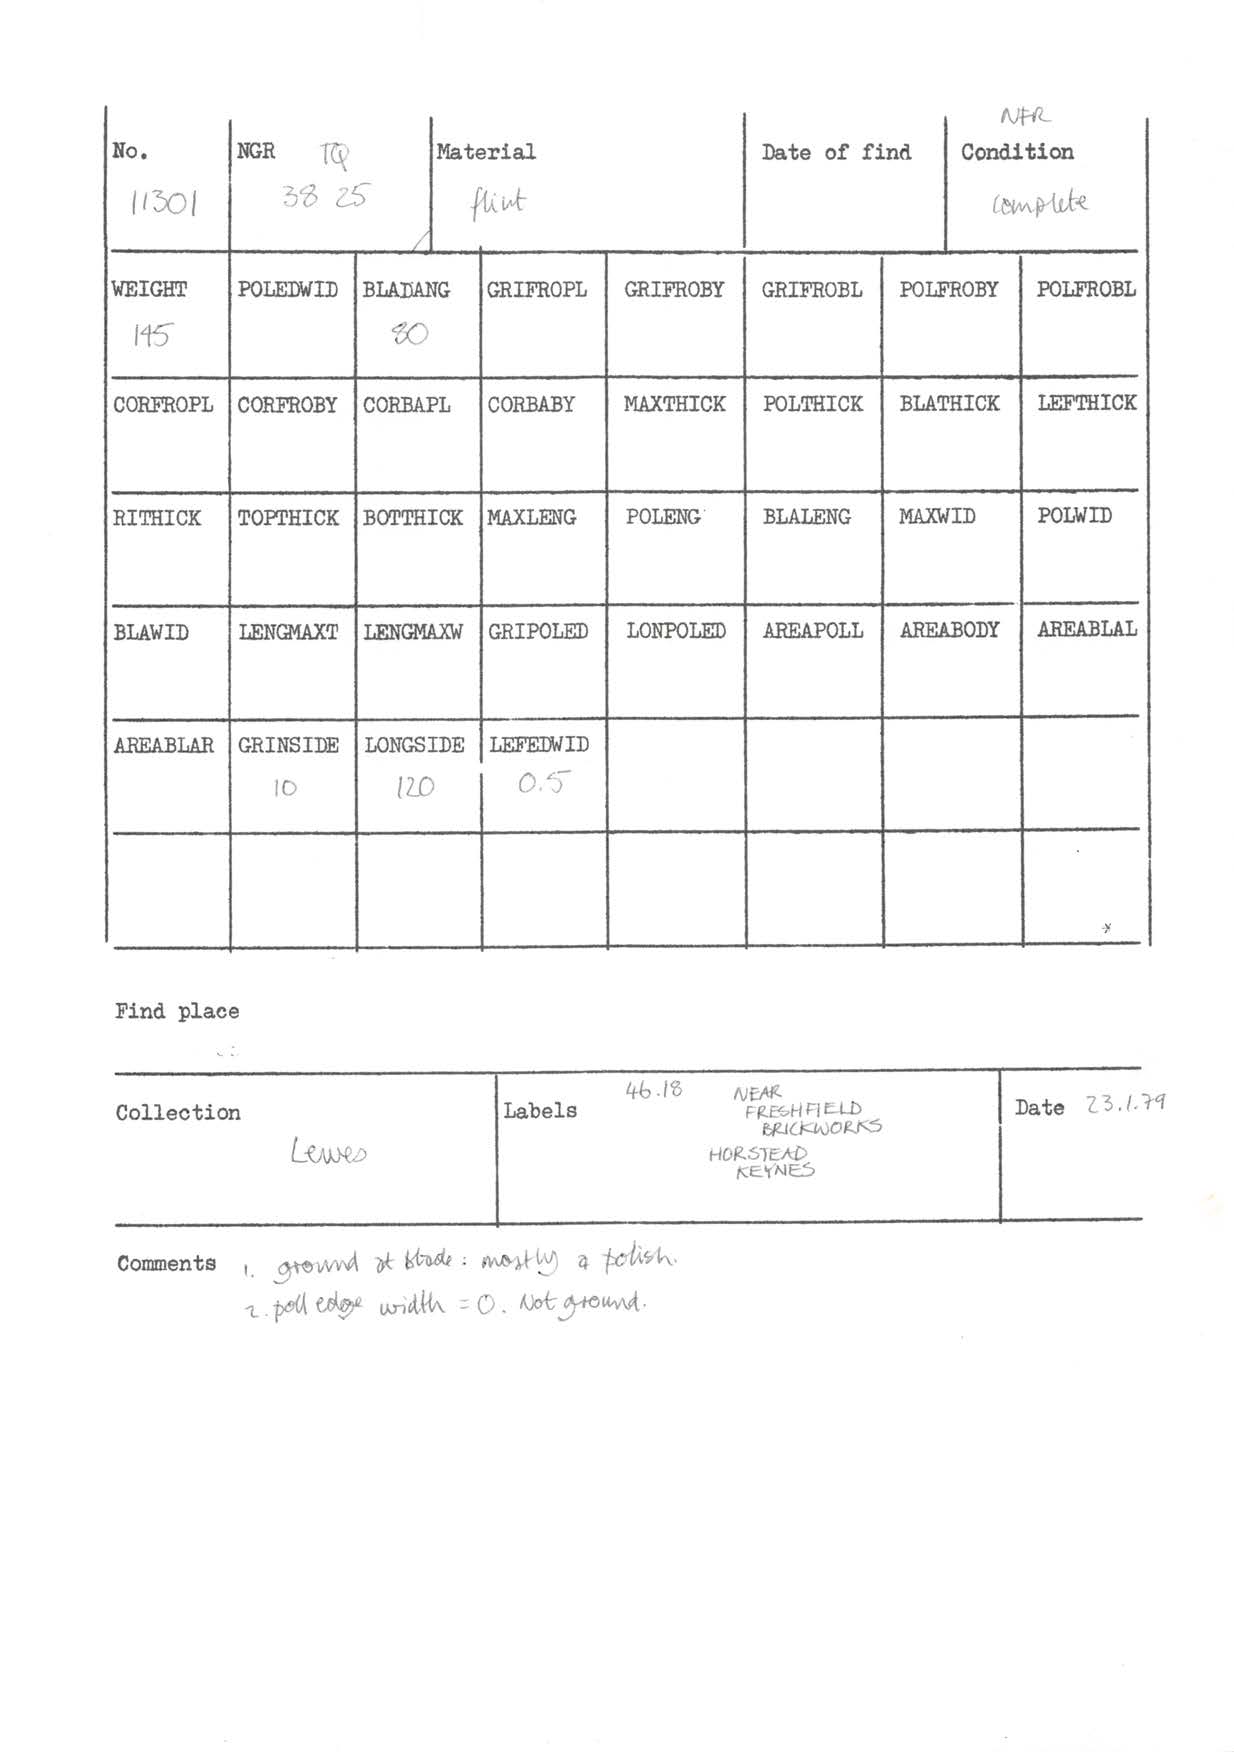 NFR
No. NGR TQ Material Date of find Condition
11301 38 25 flint complete
WEIGHT POLEDWID BLADANG GRIFROPL GRIFROBY GRIFROBL POLFROBY POLFROBL
145 80
CORFROPL CORFROBY CORBAPL CORBABY MAXTHICK POLTHICK BLATHICK LEFTHICK
RITHICK TOPTHICK BOTTHICK MAXLENG POLENG BLALENG MAXWID POLWID
BLAWID LENGMAXT LENGMAXW GRIPOLED LONPOLED AREAPOLL AREABODY AREABLAL
AREABLAR GRINSIDE LONGSIDE LEFEDWID
10 120 0.5
Find place
Collection Labels 46.18 NEAR Date 23.1.79
FRESHFIELD
BRICKWORKS
Lewes HORSTEAD
KEYNES
Comments 1. ground at blade: mostly a polish.
2. poll edge width = 0. Not ground.